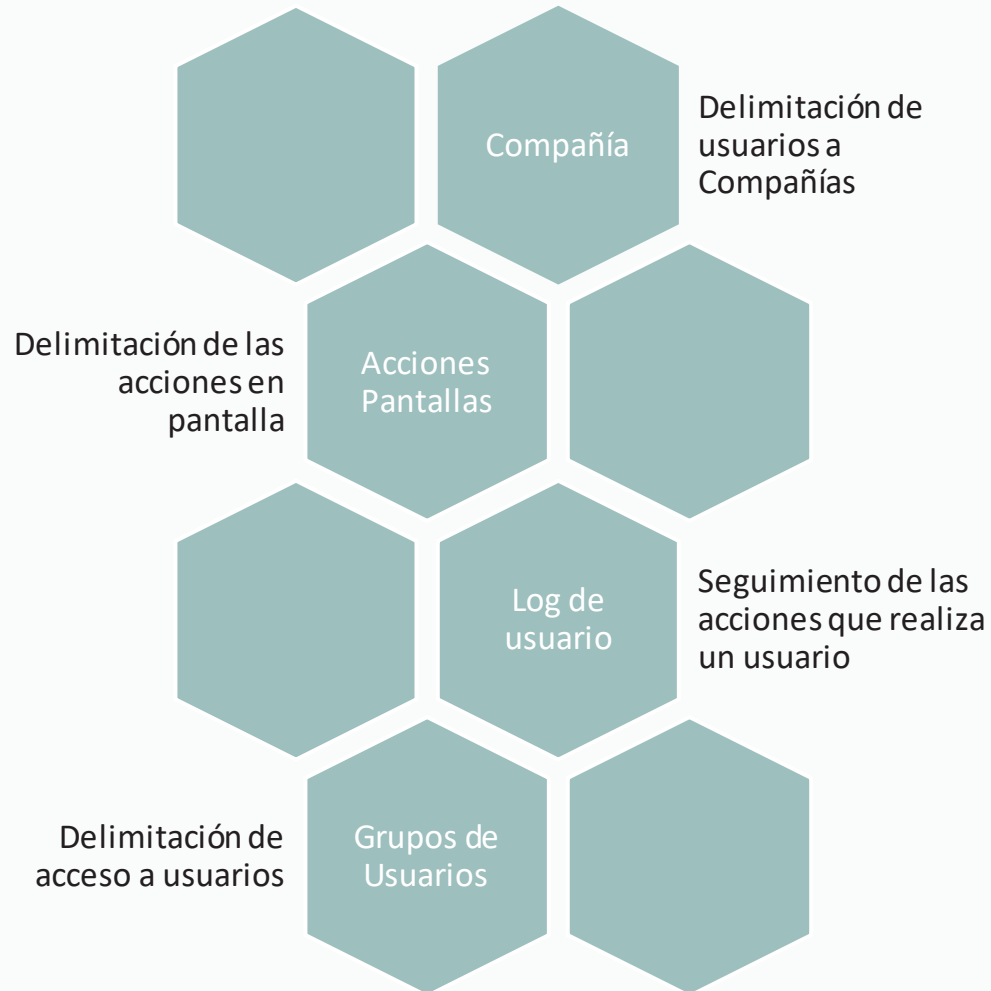 Compañía
Delimitación de
usuarios a
Compañías
Delimitación de las
acciones en
pantalla
Acciones
Pantallas
Log de
usuario
Seguimiento de las
acciones que realiza
un usuario
Delimitación de
acceso a usuarios
Grupos de
Usuarios